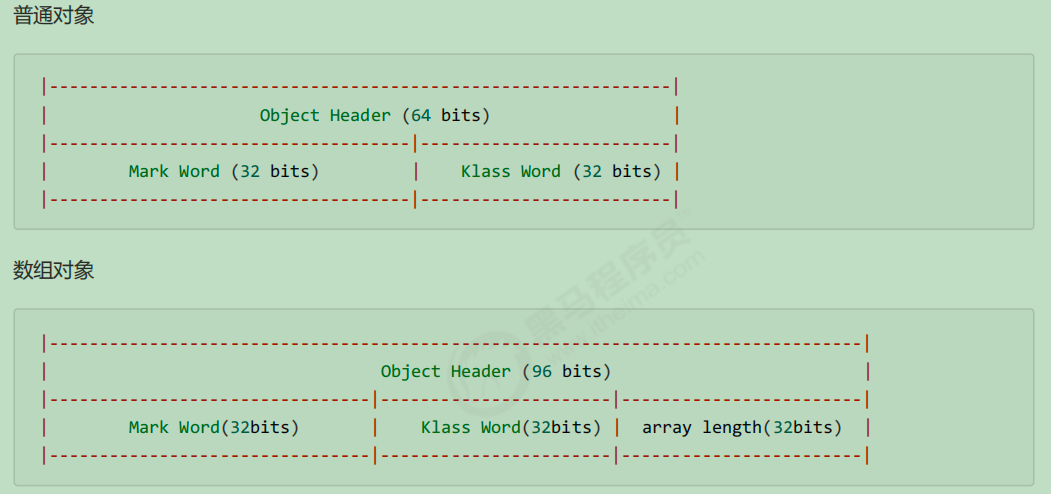 普通对象
|--------------------------------------------------------------|
| Object Header (64 bits) |
|------------------------------------|-------------------------|
| Mark Word (32 bits) | Klass Word (32 bits) |
|------------------------------------|-------------------------|
数组对象
|---------------------------------------------------------------------------------|
| Object Header (96 bits) |
|--------------------------------|-----------------------|------------------------|
| Mark Word(32bits) | Klass Word(32bits) | array length(32bits) |
|--------------------------------|-----------------------|------------------------|
黑马程序员
www.itheima.com